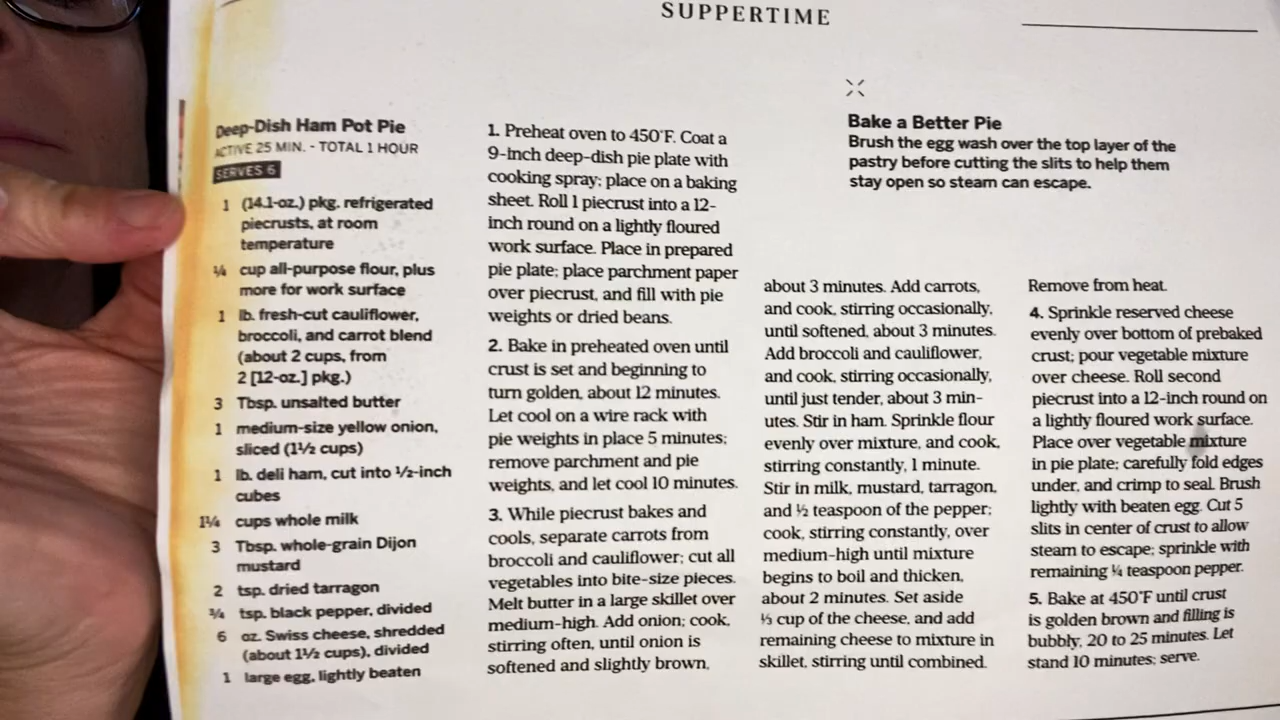 SUPPERTIME
Deep-Dish Ham Pot Pie
ACTIVE 25 MIN. - TOTAL 1 HOUR
SERVES 6
1 (14.1-oz.) pkg. refrigerated
piecrusts, at room
temperature
¼ cup all-purpose flour, plus
more for work surface
1 lb. fresh-cut cauliflower,
broccoli, and carrot blend
(about 2 cups, from
2 [12-oz.] pkg.)
3 Tbsp. unsalted butter
1 medium-size yellow onion,
sliced (1½ cups)
1 lb. deli ham, cut into ½-inch
cubes
1¼ cups whole milk
3 Tbsp. whole-grain Dijon
mustard
2 tsp. dried tarragon
¾ tsp. black pepper, divided
6 oz. Swiss cheese, shredded
(about 1½ cups), divided
1 large egg, lightly beaten
1. Preheat oven to 450°F. Coat a
9-inch deep-dish pie plate with
cooking spray; place on a baking
sheet. Roll 1 piecrust into a 12-
inch round on a lightly floured
work surface. Place in prepared
pie plate; place parchment paper
over piecrust, and fill with pie
weights or dried beans.
2. Bake in preheated oven until
crust is set and beginning to
turn golden, about 12 minutes.
Let cool on a wire rack with
pie weights in place 5 minutes;
remove parchment and pie
weights, and let cool 10 minutes.
3. While piecrust bakes and
cools, separate carrots from
broccoli and cauliflower; cut all
vegetables into bite-size pieces.
Melt butter in a large skillet over
medium-high. Add onion; cook,
stirring often, until onion is
softened and slightly brown,
Bake a Better Pie
Brush the egg wash over the top layer of the
pastry before cutting the slits to help them
stay open so steam can escape.
about 3 minutes. Add carrots,
and cook, stirring occasionally,
until softened, about 3 minutes.
Add broccoli and cauliflower,
and cook, stirring occasionally,
until just tender, about 3 min-
utes. Stir in ham. Sprinkle flour
evenly over mixture, and cook,
stirring constantly, 1 minute.
Stir in milk, mustard, tarragon,
and ½ teaspoon of the pepper;
cook, stirring constantly, over
medium-high until mixture
begins to boil and thicken,
about 2 minutes. Set aside
⅓ cup of the cheese, and add
remaining cheese to mixture in
skillet, stirring until combined.
Remove from heat.
4. Sprinkle reserved cheese
evenly over bottom of prebaked
crust; pour vegetable mixture
over cheese. Roll second
piecrust into a 12-inch round on
a lightly floured work surface.
Place over vegetable mixture
in pie plate; carefully fold edges
under, and crimp to seal. Brush
lightly with beaten egg. Cut 5
slits in center of crust to allow
steam to escape; sprinkle with
remaining ¼ teaspoon pepper.
5. Bake at 450°F until crust
is golden brown and filling is
bubbly, 20 to 25 minutes. Let
stand 10 minutes; serve.